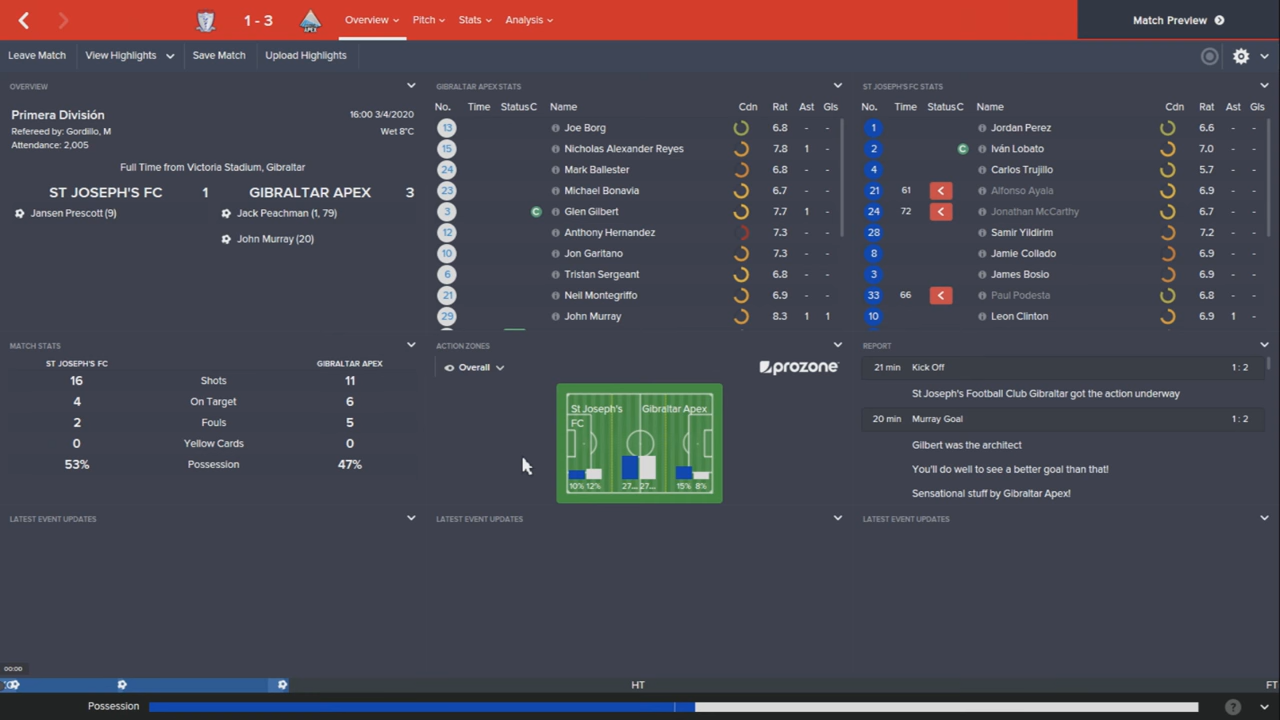 1 - 3
APEX
Overview
Pitch
Stats
Analysis
Match Preview
Leave Match
View Highlights
Save Match
Upload Highlights
OVERVIEW
Primera División
16:00 3/4/2020
Refereed by: Gordillo, M
Wet 8°C
Attendance: 2,005
Full Time from Victoria Stadium, Gibraltar
ST JOSEPH'S FC 1 GIBRALTAR APEX 3
Jansen Prescott (9)
Jack Peachman (1, 79)
John Murray (20)
GIBRALTAR APEX STATS
No. Time Status C Name Cdn Rat Ast Gls
13 Joe Borg 6.8 - -
15 Nicholas Alexander Reyes 7.8 1 -
24 Mark Ballester 6.8 - -
23 Michael Bonavia 6.7 - -
3 C Glen Gilbert 7.7 1 -
12 Anthony Hernandez 7.3 - -
10 Jon Garitano 7.3 - -
6 Tristan Sergeant 6.8 - -
21 Neil Montegriffo 6.9 - -
29 John Murray 8.3 1 1
ST JOSEPH'S FC STATS
No. Time Status C Name Cdn Rat Ast Gls
1 Jordan Perez 6.6 - -
2 C Iván Lobato 7.0 - -
4 Carlos Trujillo 5.7 - -
21 61 Alfonso Ayala 6.9 - -
24 72 Jonathan McCarthy 6.7 - -
28 Samir Yildirim 7.2 - -
8 Jamie Collado 6.9 - -
3 James Bosio 6.9 - -
33 66 Paul Podesta 6.8 - -
10 Leon Clinton 6.9 1 -
MATCH STATS
ST JOSEPH'S FC GIBRALTAR APEX
16 Shots 11
4 On Target 6
2 Fouls 5
0 Yellow Cards 0
53% Possession 47%
ACTION ZONES
Overall
prozone
St Joseph's FC
Gibraltar Apex
10% 12% 27... 27... 15% 8%
REPORT
21 min Kick Off 1 : 2
St Joseph's Football Club Gibraltar got the action underway
20 min Murray Goal 1 : 2
Gilbert was the architect
You'll do well to see a better goal than that!
Sensational stuff by Gibraltar Apex!
LATEST EVENT UPDATES
LATEST EVENT UPDATES
LATEST EVENT UPDATES
00:00
HT
FT
Possession
?